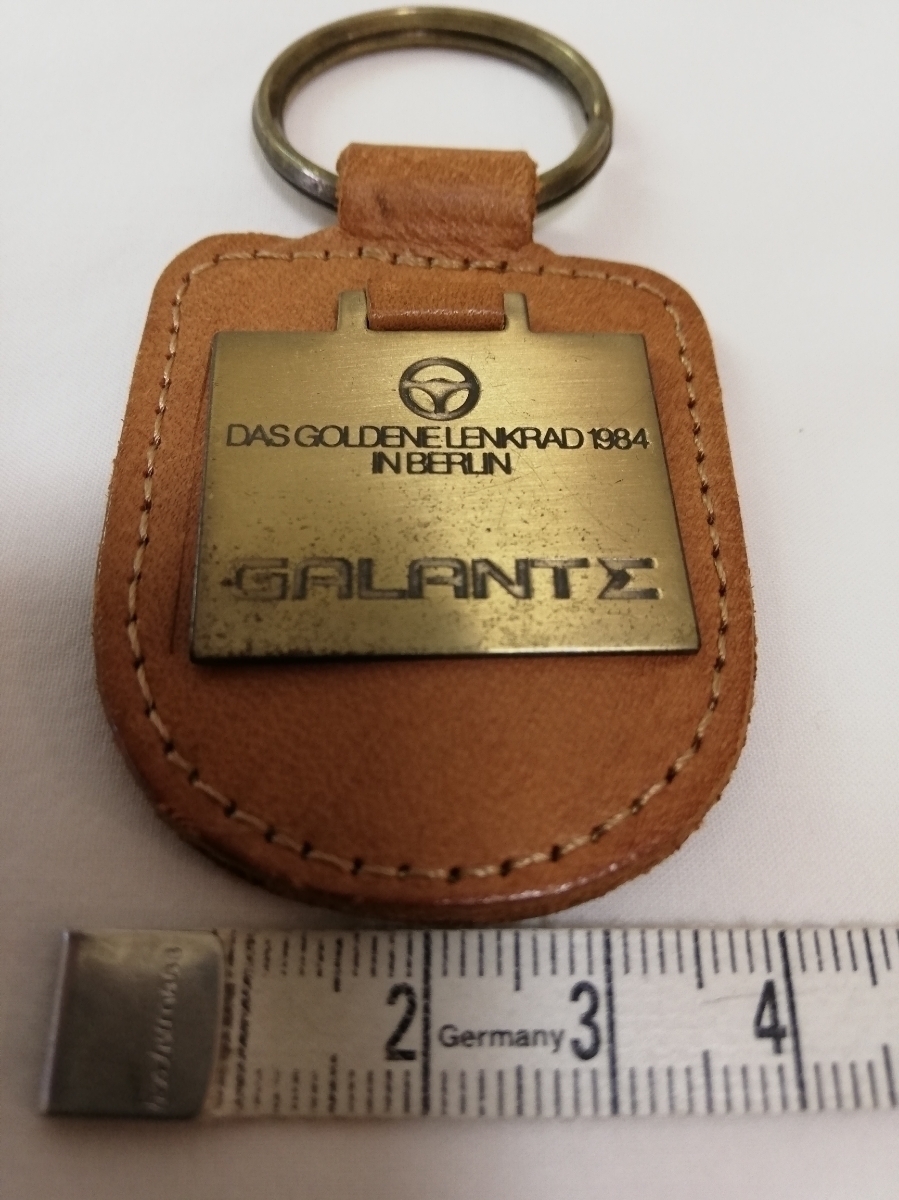 DAS GOLDENE LENKRAD 1984
IN BERLIN
GALANT Σ
2 Germany 3 4